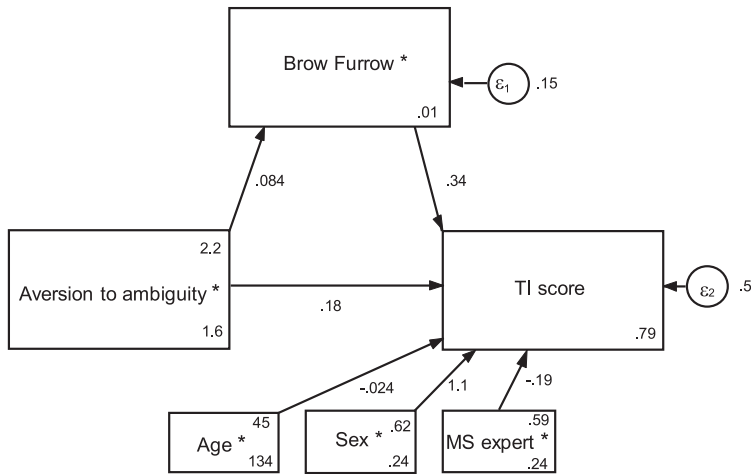 Brow Furrow *
.01
ε1
.15
.084
.34
2.2
Aversion to ambiguity *
1.6
.18
TI score
.79
ε2
.5
-.024
1.1
-.19
45
Age *
134
.62
Sex *
.24
.59
MS expert *
.24